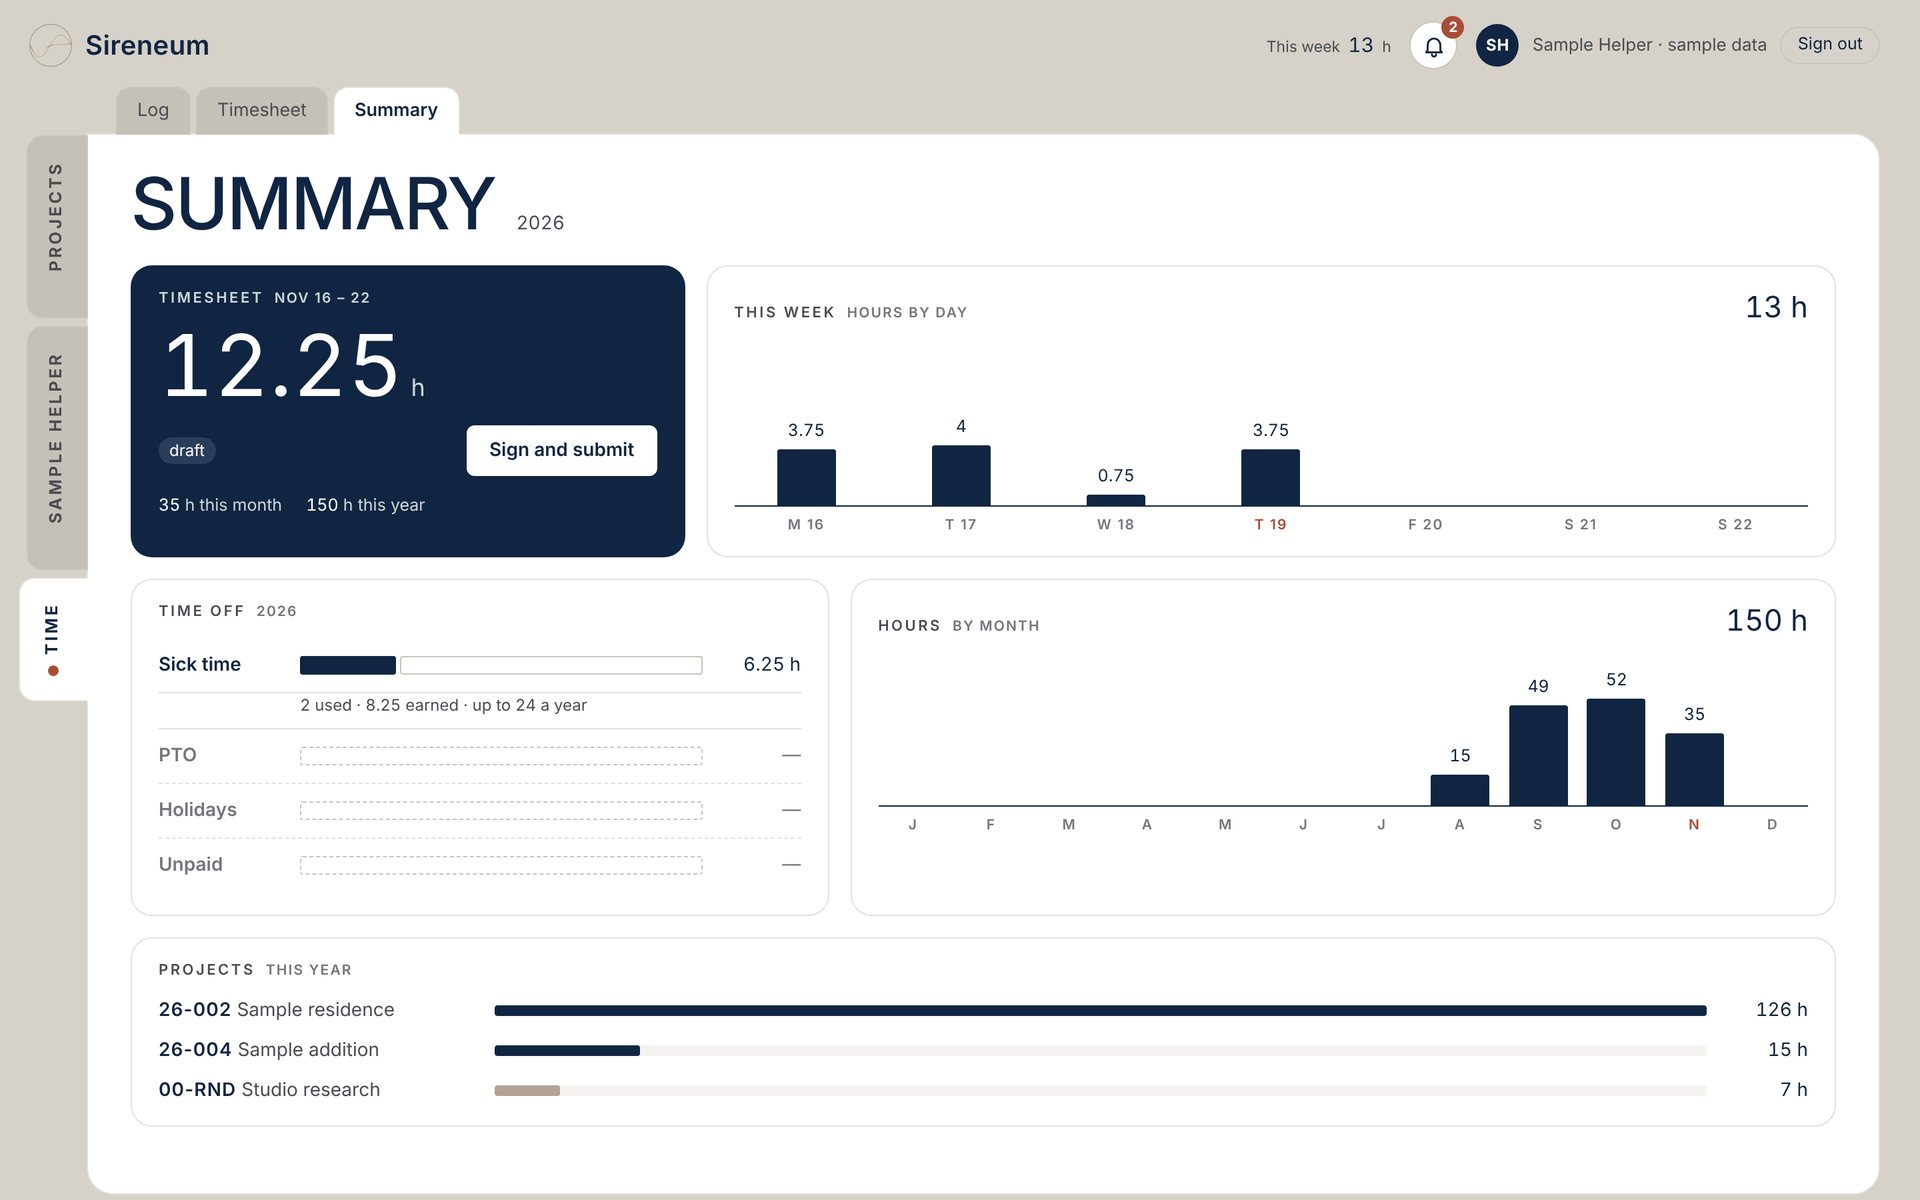 Sireneum
This week 13 h
2
SH
Sample Helper · sample data
Sign out
Log
Timesheet
Summary
PROJECTS
SAMPLE HELPER
TIME
SUMMARY 2026
TIMESHEET NOV 16 – 22
12.25 h
draft
Sign and submit
35 h this month 150 h this year
THIS WEEK HOURS BY DAY
13 h
3.75 4 0.75 3.75
M 16 T 17 W 18 T 19 F 20 S 21 S 22
TIME OFF 2026
Sick time 6.25 h
2 used · 8.25 earned · up to 24 a year
PTO —
Holidays —
Unpaid —
HOURS BY MONTH
150 h
15 49 52 35
J F M A M J J A S O N D
PROJECTS THIS YEAR
26-002 Sample residence 126 h
26-004 Sample addition 15 h
00-RND Studio research 7 h